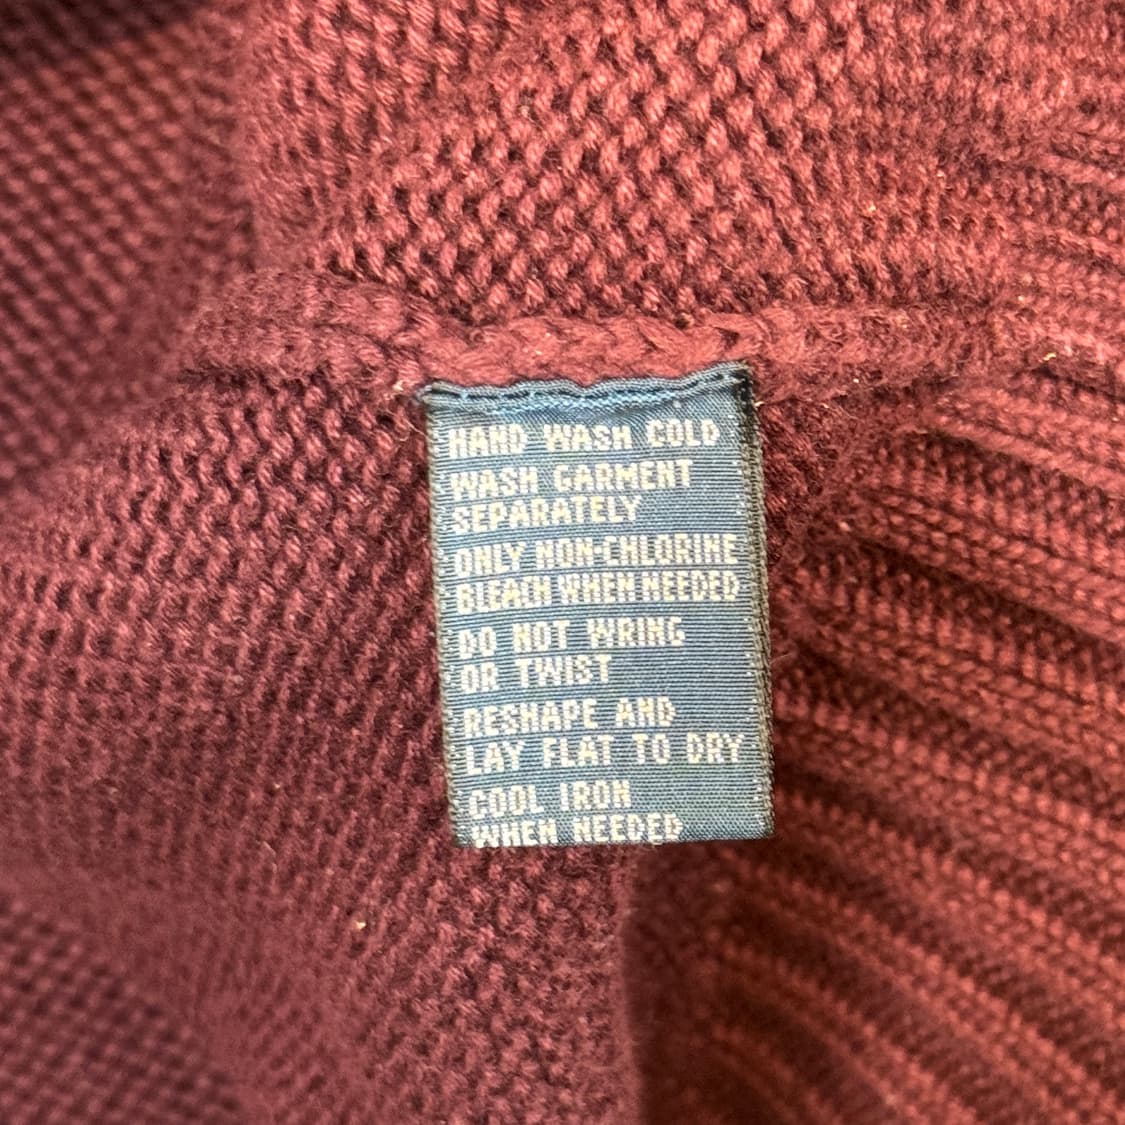 HAND WASH COLD
WASH GARMENT
SEPARATELY
ONLY NON-CHLORINE
BLEACH WHEN NEEDED
DO NOT WRING
OR TWIST
RESHAPE AND
LAY FLAT TO DRY
COOL IRON
WHEN NEEDED